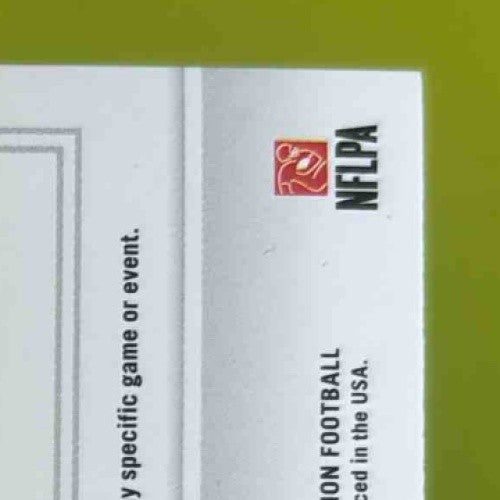 y specific game or event.
NFLPA
ION FOOTBALL
ced in the USA.